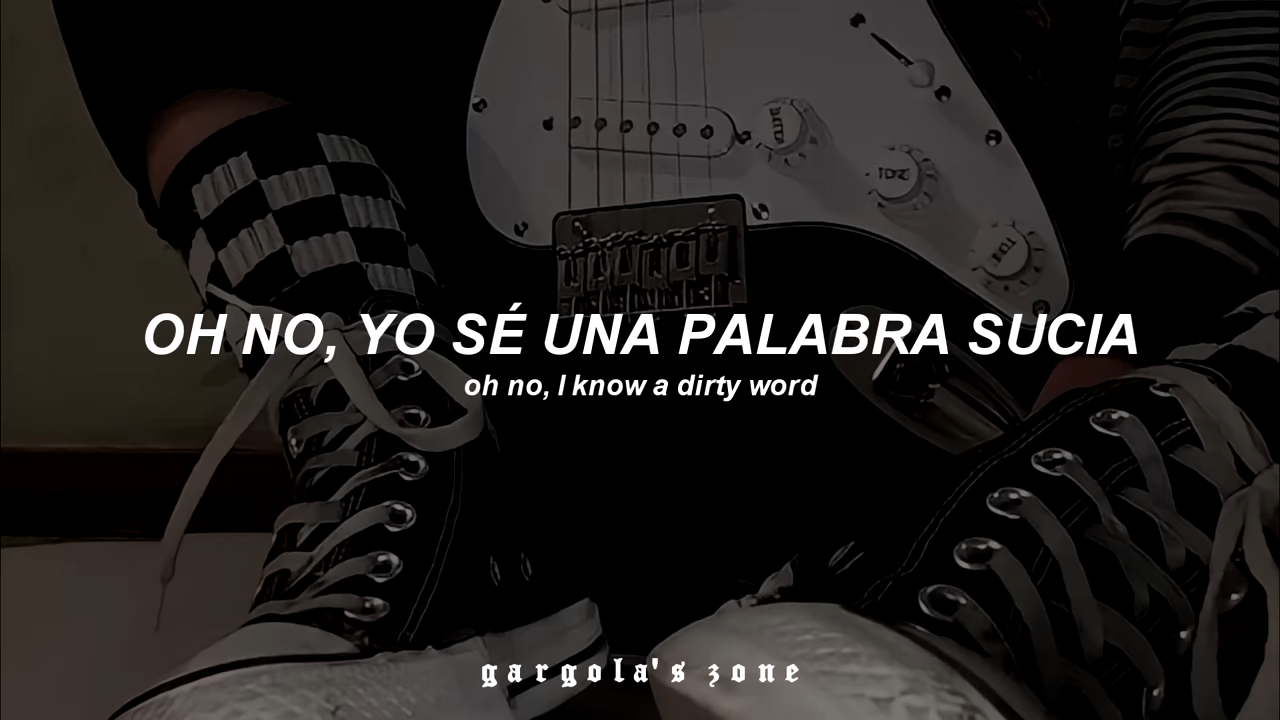 OH NO, YO SÉ UNA PALABRA SUCIA
oh no, I know a dirty word
gargola's zone